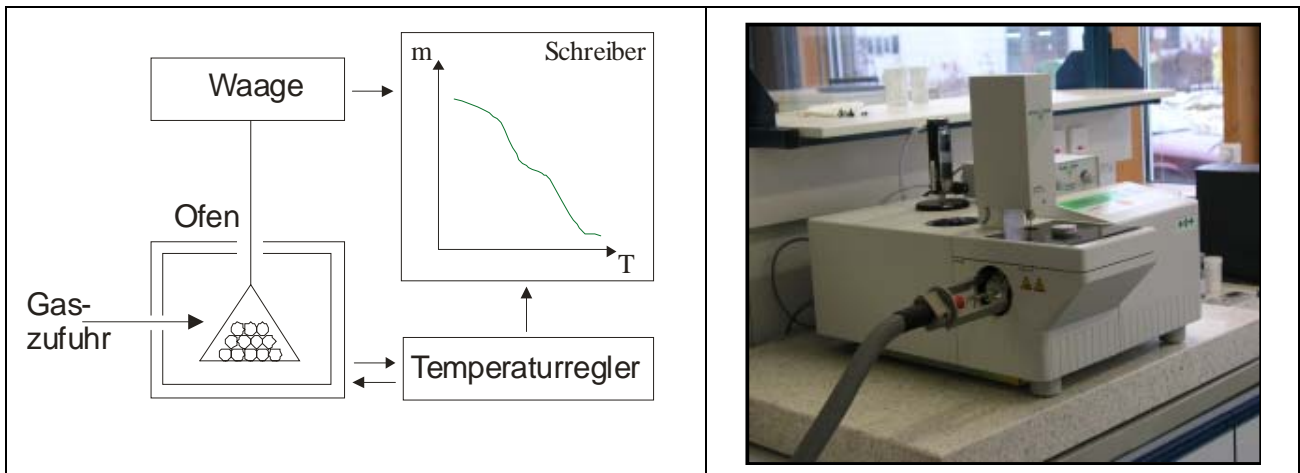 m
Schreiber
Waage
Ofen
T
Gas-
zufuhr
Temperaturregler